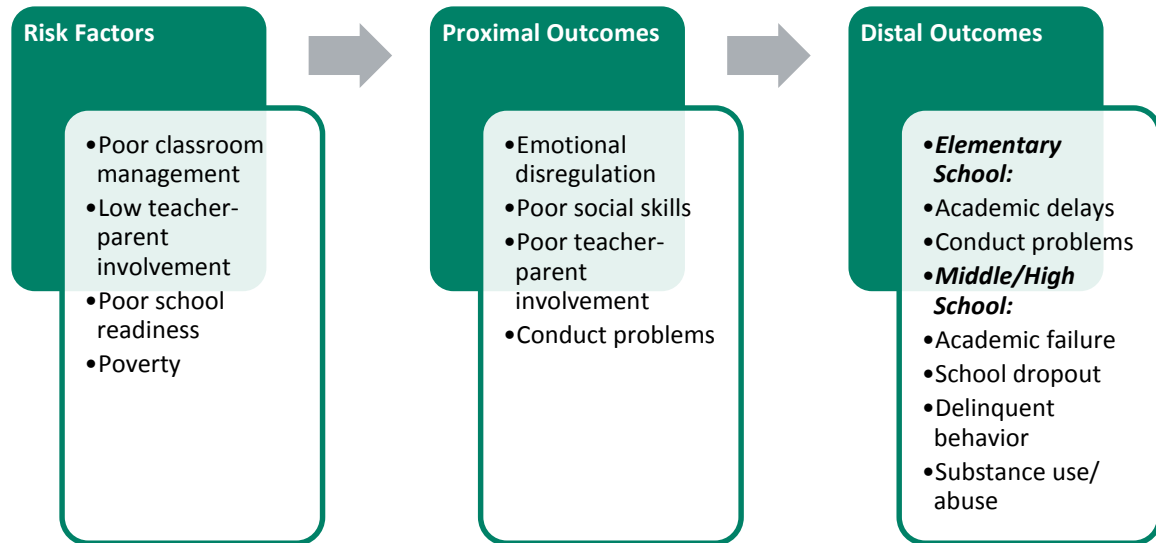 Risk Factors
•Poor classroom
management
•Low teacher-
parent
involvement
•Poor school
readiness
•Poverty
Proximal Outcomes
•Emotional
disregulation
•Poor social skills
•Poor teacher-
parent
involvement
•Conduct problems
Distal Outcomes
•Elementary
School:
•Academic delays
•Conduct problems
•Middle/High
School:
•Academic failure
•School dropout
•Delinquent
behavior
•Substance use/
abuse